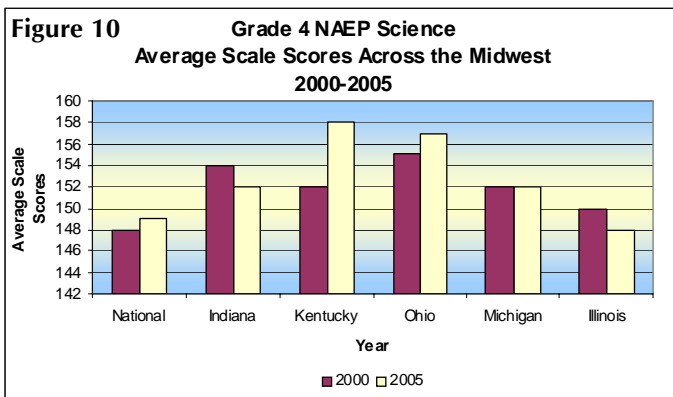 Figure 10
Grade 4 NAEP Science
Average Scale Scores Across the Midwest
2000-2005
Average Scale
Scores
160
158
156
154
152
150
148
146
144
142
National Indiana Kentucky Ohio Michigan Illinois
Year
2000 2005